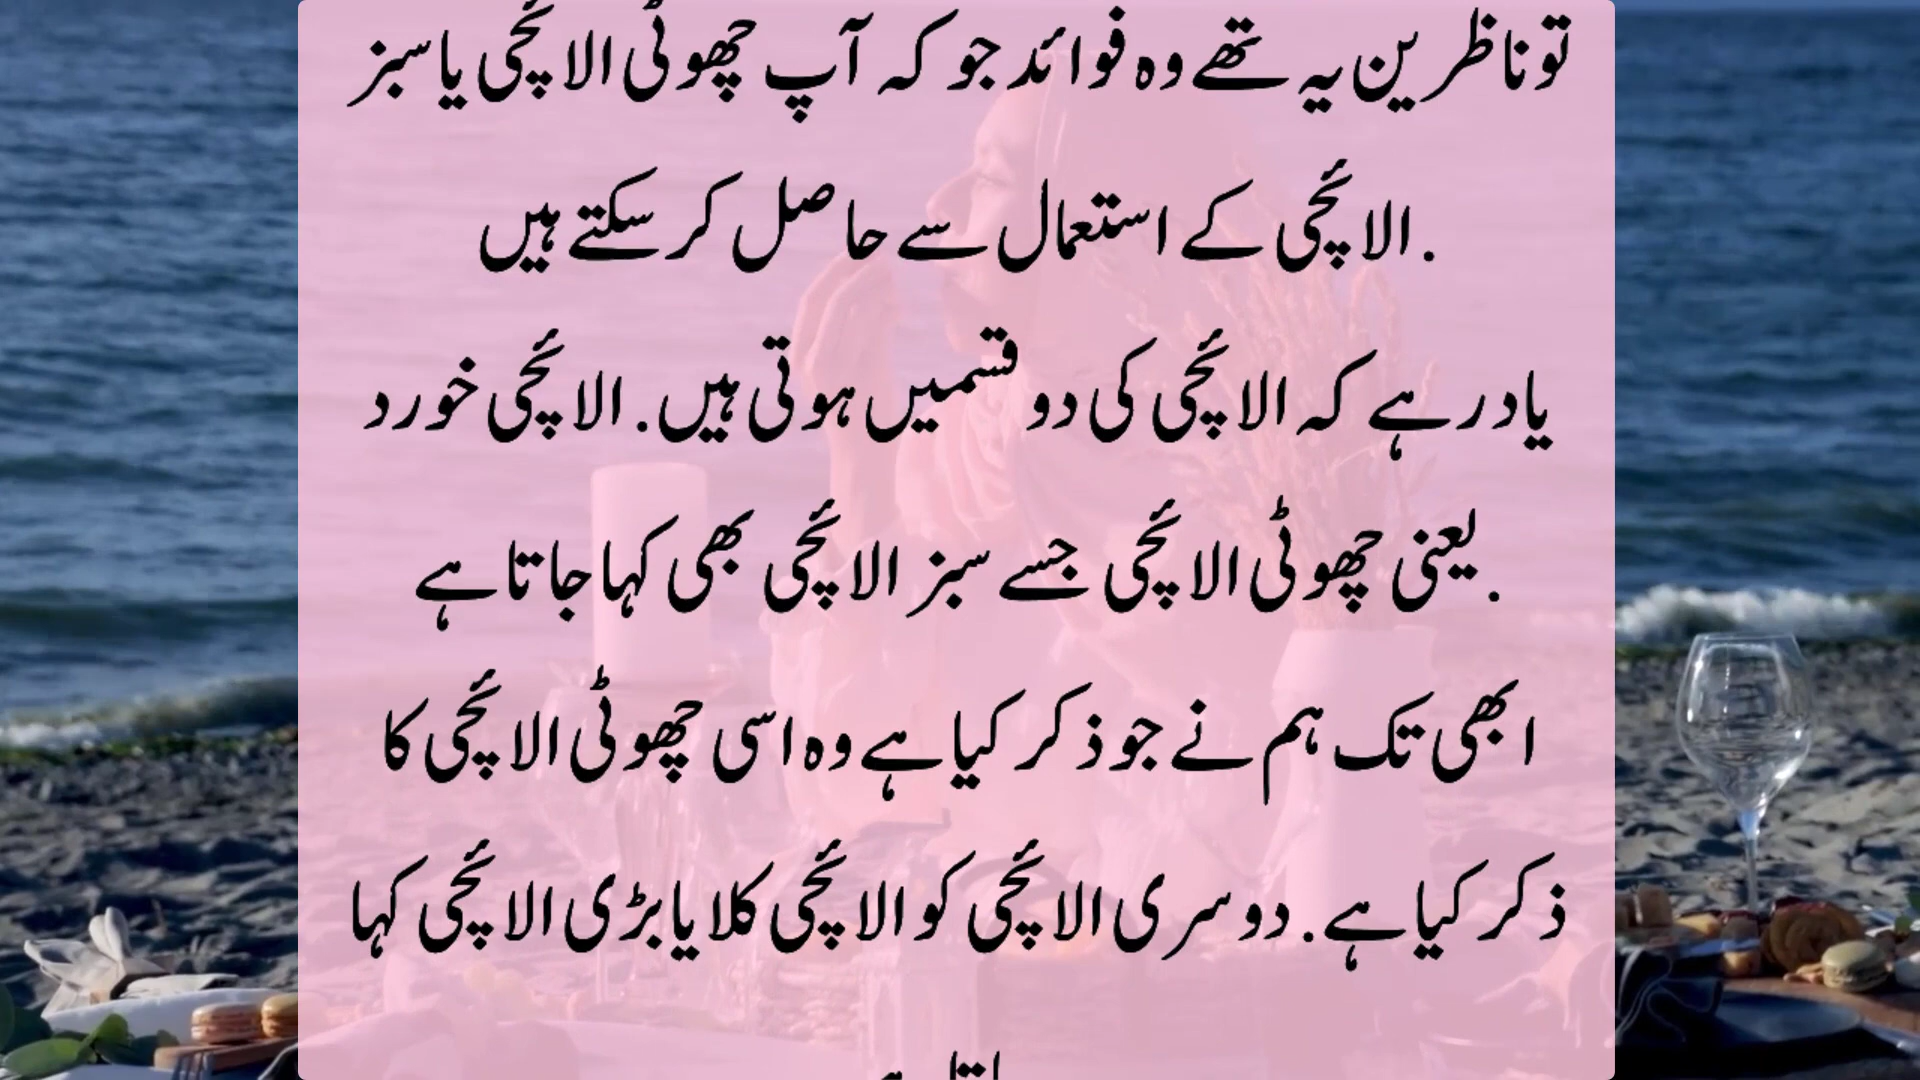 تو ناظرین یہ تھے وہ فوائد جو کہ آپ چھوٹی الائچی یا سبز
الائچی کے استعمال سے حاصل کر سکتے ہیں.
یاد رہے کہ الائچی کی دو قسمیں ہوتی ہیں. الائچی خورد
یعنی چھوٹی الائچی جسے سبز الائچی بھی کہا جاتا ہے.
ابھی تک ہم نے جو ذکر کیا ہے وہ اسی چھوٹی الائچی کا
ذکر کیا ہے. دوسری الائچی کو الائچی کلا یا بڑی الائچی کہا